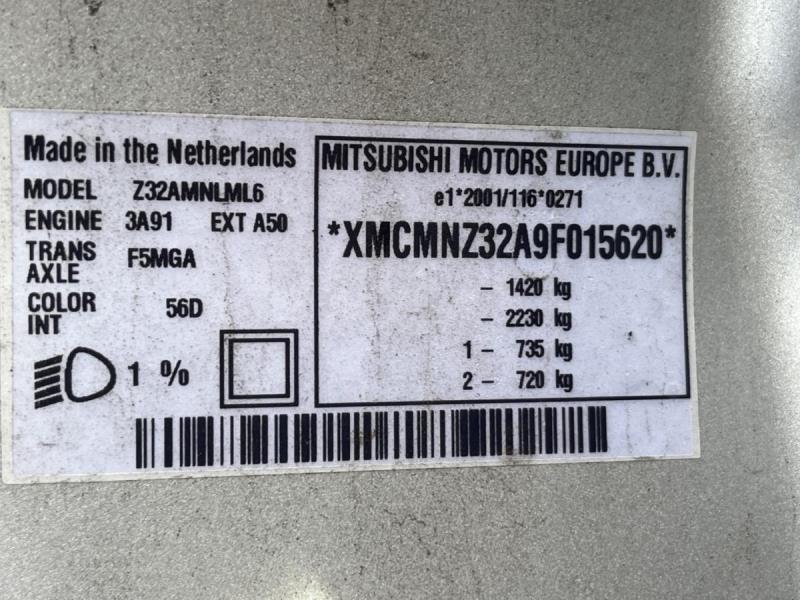 Made in the Netherlands
MODEL Z32AMNLML6
ENGINE 3A91 EXT A50
TRANS AXLE F5MGA
COLOR INT 56D
1 %
MITSUBISHI MOTORS EUROPE B.V.
e1*2001/116*0271
*XMCMNZ32A9F015620*
– 1420 kg
– 2230 kg
1 – 735 kg
2 – 720 kg